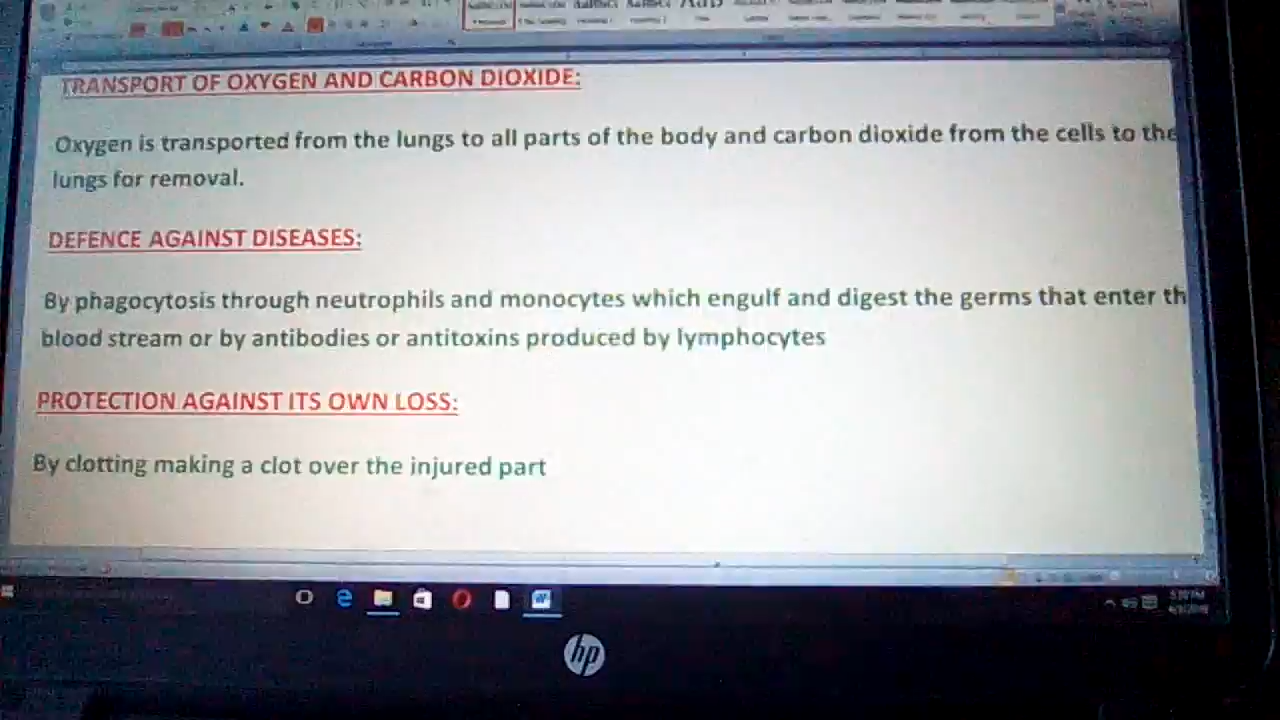 TRANSPORT OF OXYGEN AND CARBON DIOXIDE:
Oxygen is transported from the lungs to all parts of the body and carbon dioxide from the cells to the
lungs for removal.
DEFENCE AGAINST DISEASES:
By phagocytosis through neutrophils and monocytes which engulf and digest the germs that enter th
blood stream or by antibodies or antitoxins produced by lymphocytes
PROTECTION AGAINST ITS OWN LOSS:
By clotting making a clot over the injured part
hp